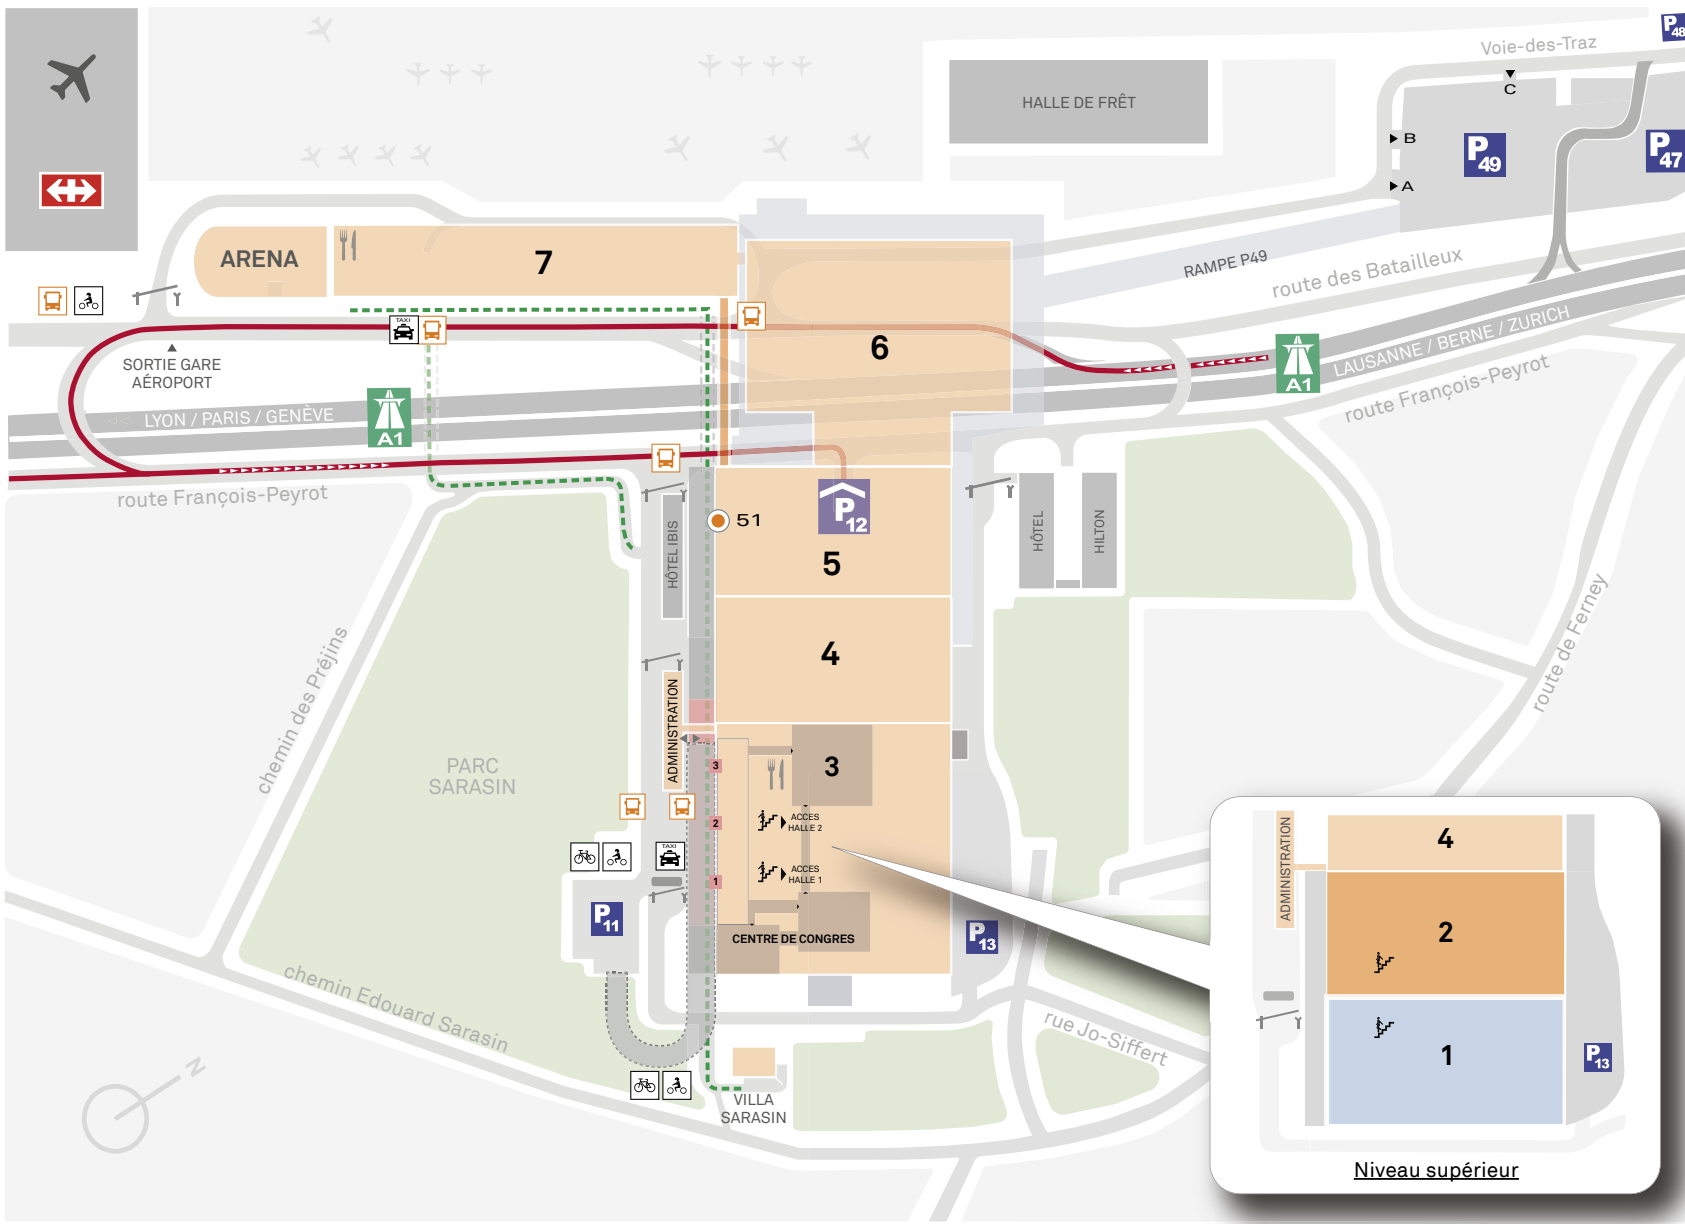 Voie-des-Traz
P48
C
HALLE DE FRÊT
B
P49
P47
A
ARENA
7
RAMPE P49
route des Batailleux
TAXI
6
SORTIE GARE
AÉROPORT
A1
LAUSANNE / BERNE / ZURICH
LYON / PARIS / GENÈVE
A1
route François-Peyrot
route François-Peyrot
P12
51
HÔTEL IBIS
HÔTEL
HILTON
5
route de Ferney
4
chemin des Préjins
ADMINISTRATION
PARC
SARASIN
3
3
2
ACCES
HALLE 2
TAXI
ACCES
HALLE 1
1
P11
CENTRE DE CONGRES
P13
chemin Edouard Sarasin
rue Jo-Siffert
N
VILLA
SARASIN
ADMINISTRATION
4
2
1
P13
Niveau supérieur